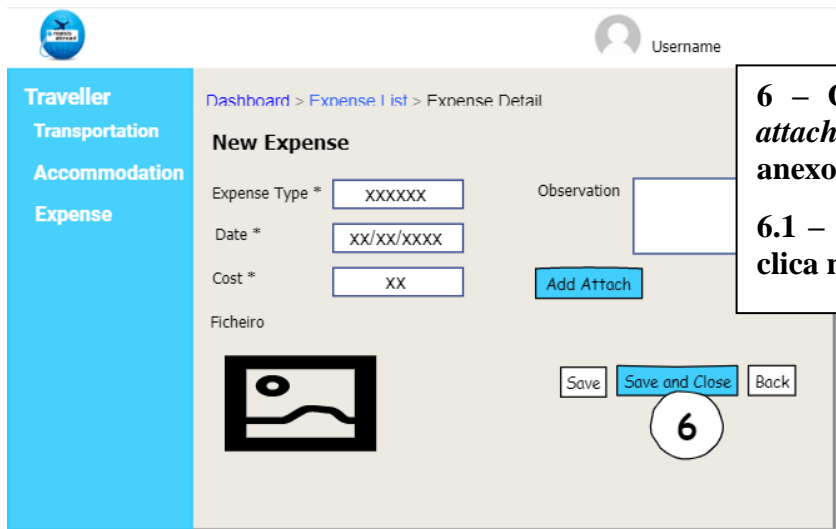 Username
Traveller
Transportation
Accommodation
Expense
Dashboard > Expense List > Expense Detail
New Expense
Expense Type * XXXXXX
Date * xx/xx/xxxx
Cost * xx
Ficheiro
Observation
Add Attach
Save Save and Close Back
6
6 –
attach
anexo
6.1 –
clica